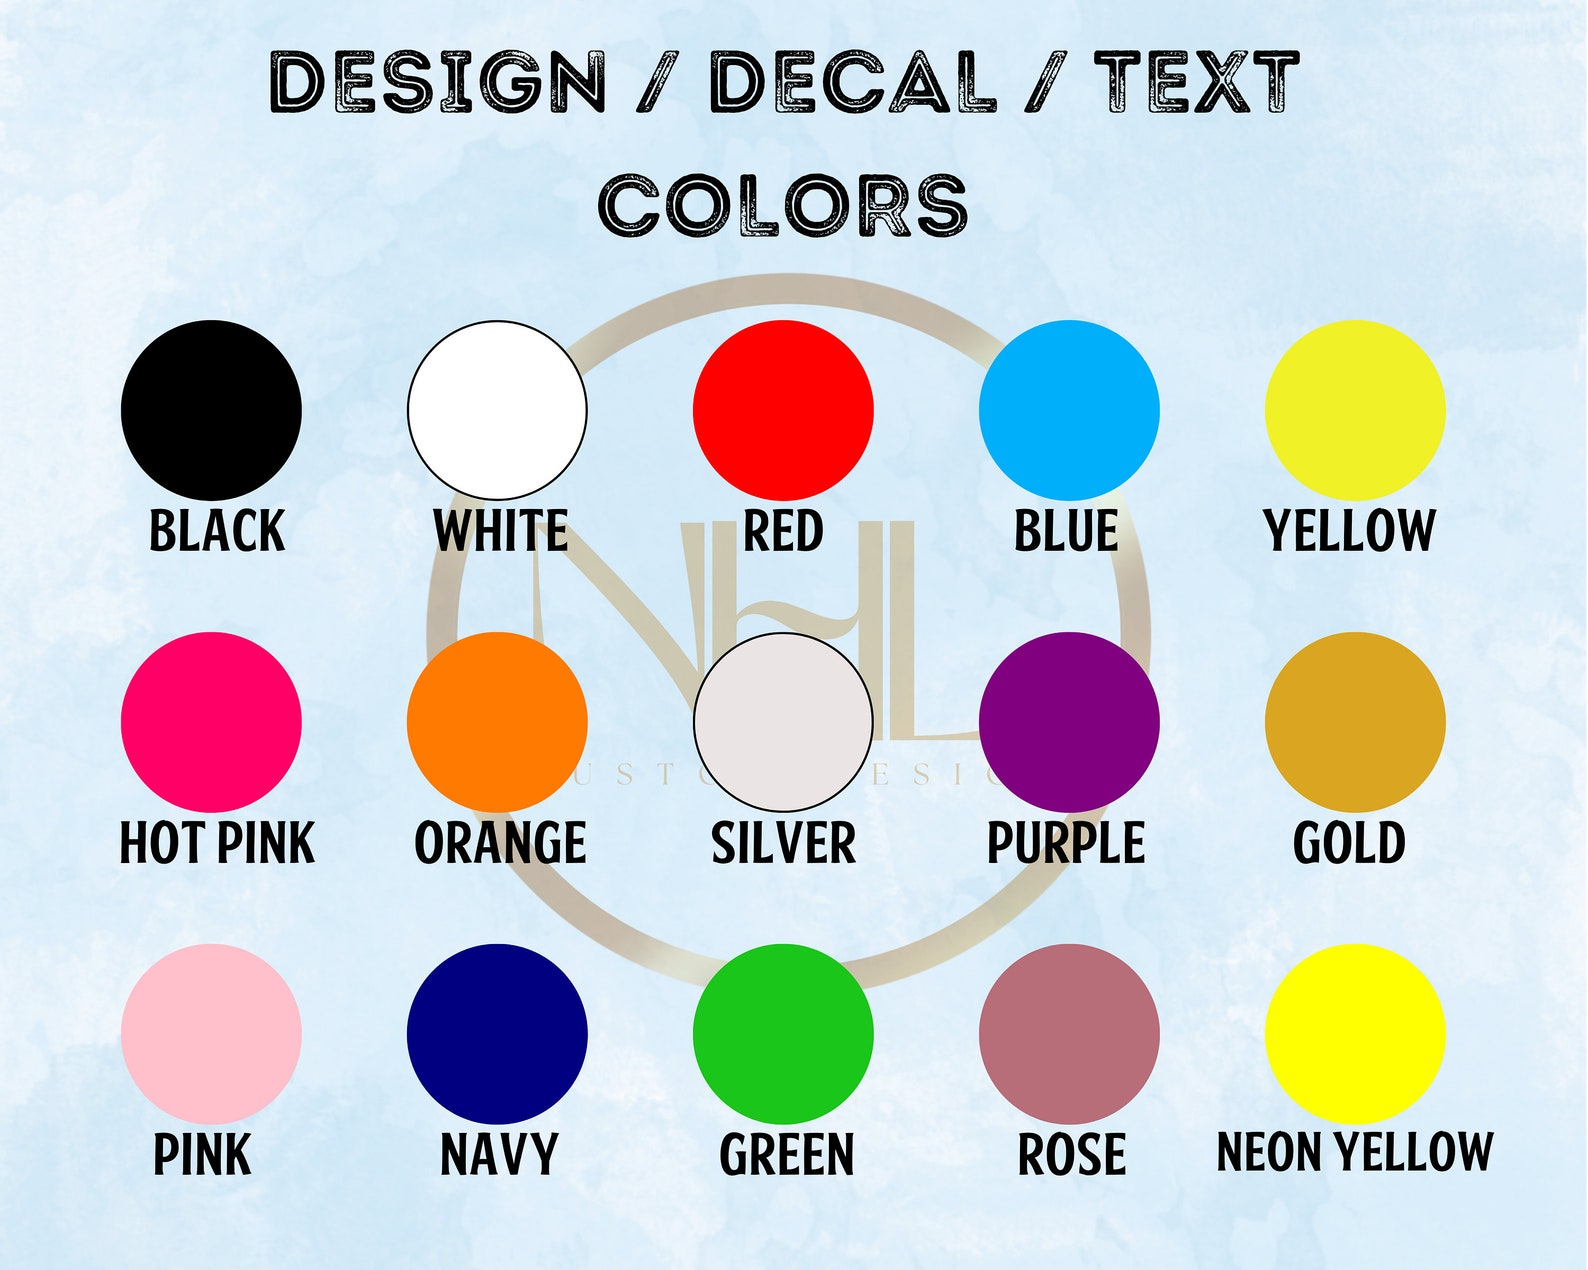 DESIGN / DECAL / TEXT
COLORS
BLACK WHITE RED BLUE YELLOW
NHL
HOT PINK ORANGE SILVER PURPLE GOLD
PINK NAVY GREEN ROSE NEON YELLOW